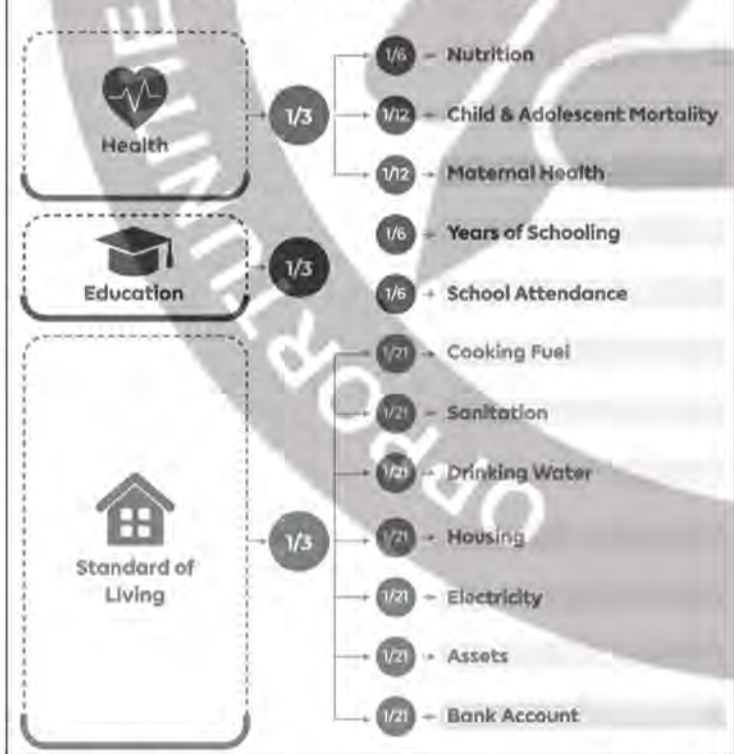 Health
1/3
1/6 Nutrition
1/12 Child & Adolescent Mortality
1/12 Maternal Health
Education
1/3
1/6 Years of Schooling
1/6 School Attendance
Standard of
Living
1/3
1/21 Cooking Fuel
1/21 Sanitation
1/21 Drinking Water
1/21 Housing
1/21 Electricity
1/21 Assets
1/21 Bank Account
OPPORTUNITIE